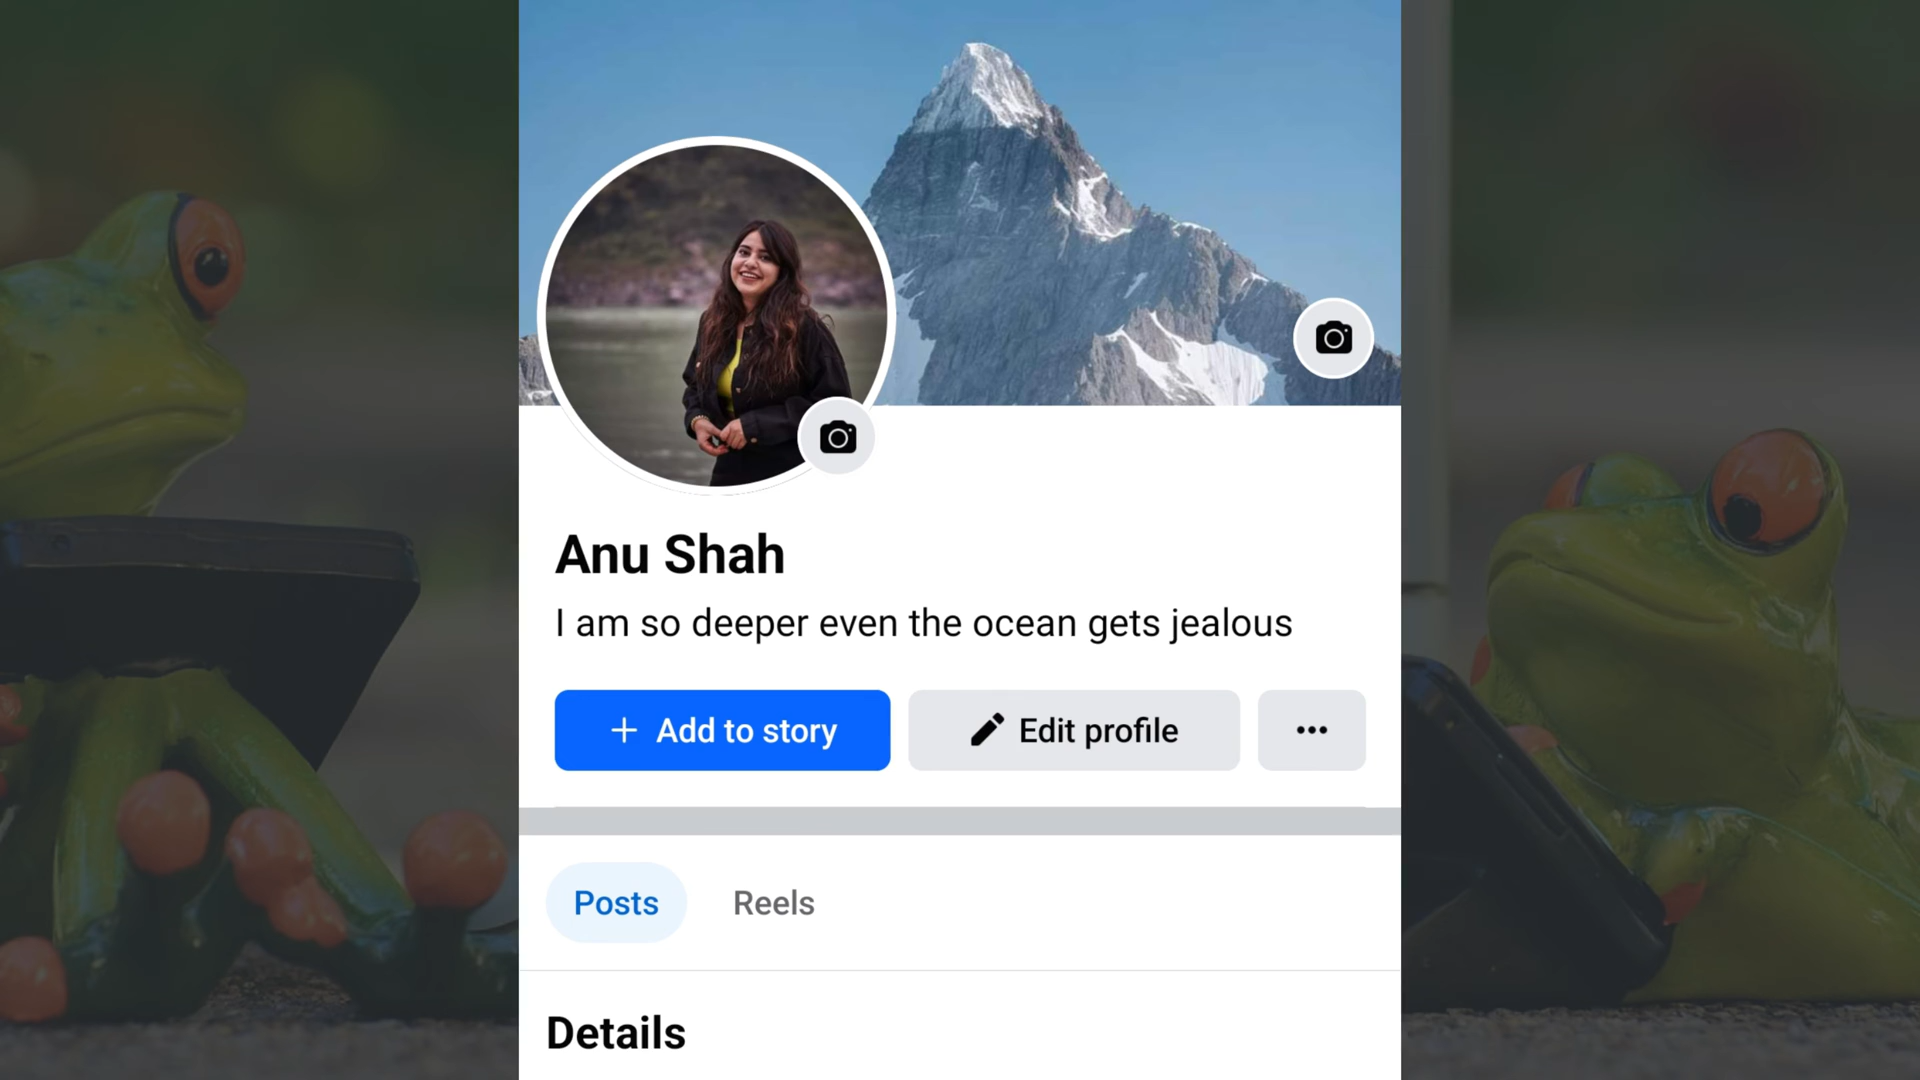 Anu Shah
I am so deeper even the ocean gets jealous
+ Add to story
Edit profile
Posts
Reels
Details